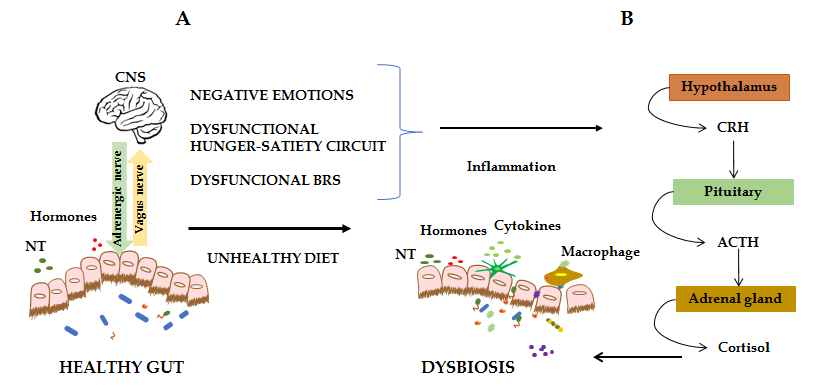 A
B
CNS
NEGATIVE EMOTIONS
DYSFUNCTIONAL
HUNGER-SATIETY CIRCUIT
DYSFUNCIONAL BRS
Adrenergic nerve
Vagus nerve
Hormones
NT
UNHEALTHY DIET
HEALTHY GUT
Inflammation
Hormones
Cytokines
NT
Macrophage
DYSBIOSIS
Hypothalamus
CRH
Pituitary
ACTH
Adrenal gland
Cortisol